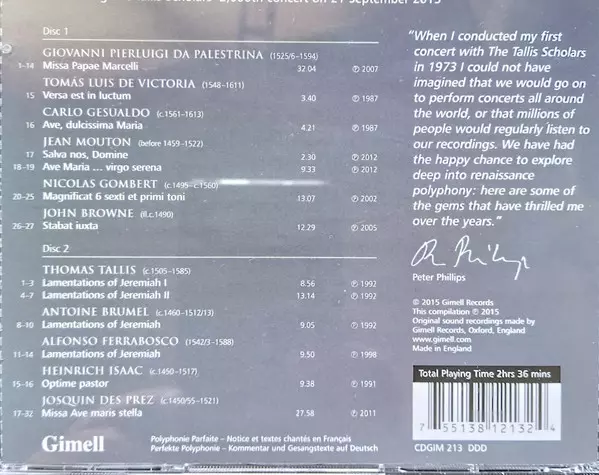 Scholars' 2,000th concert on 21 September 2015
Disc 1
GIOVANNI PIERLUIGI DA PALESTRINA (1525/6–1594)
1–14 Missa Papae Marcelli 32.04 ℗ 2007
TOMÁS LUIS DE VICTORIA (1548–1611)
15 Versa est in luctum 3.40 ℗ 1987
CARLO GESUALDO (c.1561–1613)
16 Ave, dulcissima Maria 4.21 ℗ 1987
JEAN MOUTON (before 1459–1522)
17 Salva nos, Domine 2.30 ℗ 2012
18–19 Ave Maria ... virgo serena 9.33 ℗ 2012
NICOLAS GOMBERT (c.1495–c.1560)
20–25 Magnificat 6 sexti et primi toni 13.07 ℗ 2002
JOHN BROWNE (fl.c.1490)
26–27 Stabat iuxta 12.29 ℗ 2005
Disc 2
THOMAS TALLIS (c.1505–1585)
1–3 Lamentations of Jeremiah I 8.56 ℗ 1992
4–7 Lamentations of Jeremiah II 13.14 ℗ 1992
ANTOINE BRUMEL (c.1460–1512/13)
8–10 Lamentations of Jeremiah 9.05 ℗ 1992
ALFONSO FERRABOSCO (1542/3–1588)
11–14 Lamentations of Jeremiah 9.50 ℗ 1998
HEINRICH ISAAC (c.1450–1517)
15–16 Optime pastor 9.38 ℗ 1991
JOSQUIN DES PREZ (c.1450/55–1521)
17–32 Missa Ave maris stella 27.58 ℗ 2011
Gimell
Polyphonie Parfaite – Notice et textes chantés en Français
Perfekte Polyphonie – Kommentar und Gesangstexte auf Deutsch
"When I conducted my first
concert with The Tallis Scholars
in 1973 I could not have
imagined that we would go on
to perform concerts all around
the world, or that millions of
people would regularly listen to
our recordings. We have had
the happy chance to explore
deep into renaissance
polyphony: here are some of
the gems that have thrilled me
over the years."
Peter Phillips
© 2015 Gimell Records
This compilation ℗ 2015
Original sound recordings made by
Gimell Records, Oxford, England
www.gimell.com
Made in England
Total Playing Time 2hrs 36 mins
7 55138 12132 4
CDGIM 213 DDD